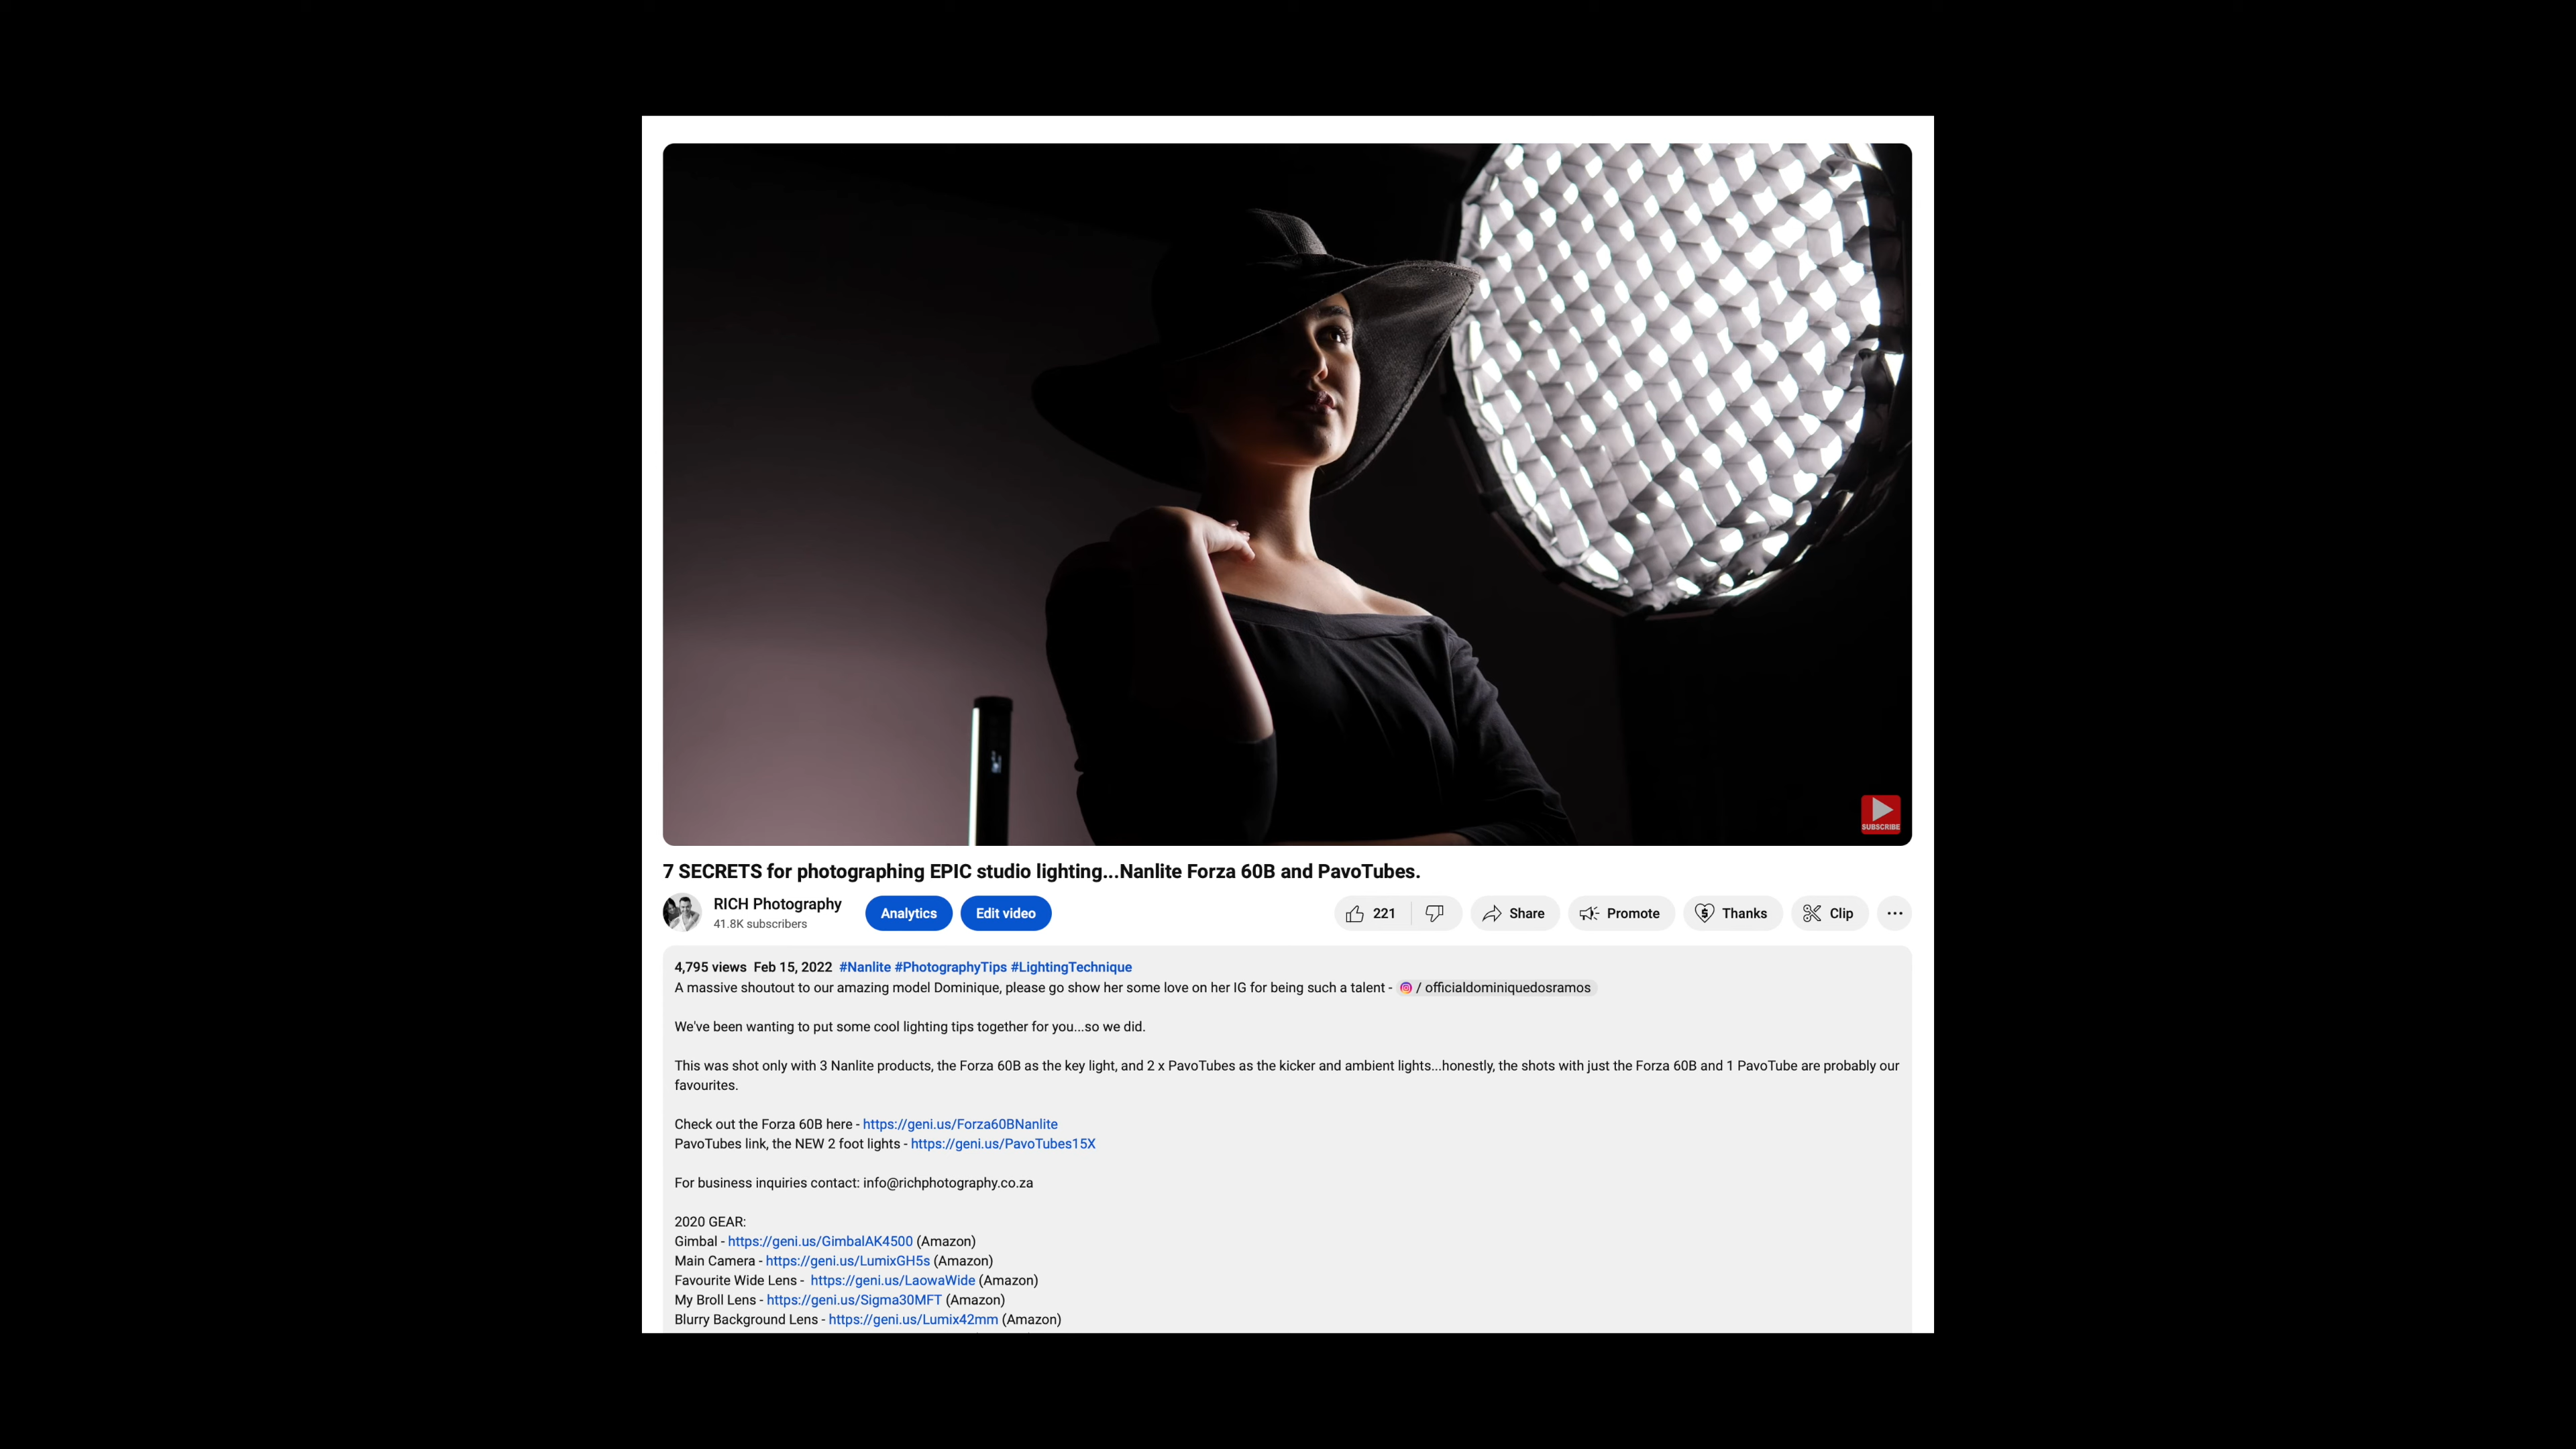 SUBSCRIBE
7 SECRETS for photographing EPIC studio lighting...Nanlite Forza 60B and PavoTubes.
RICH Photography
41.8K subscribers
Analytics
Edit video
221
Share
Promote
Thanks
Clip
4,795 views Feb 15, 2022 #Nanlite #PhotographyTips #LightingTechnique
A massive shoutout to our amazing model Dominique, please go show her some love on her IG for being such a talent - / officialdominiquedosramos
We've been wanting to put some cool lighting tips together for you...so we did.
This was shot only with 3 Nanlite products, the Forza 60B as the key light, and 2 x PavoTubes as the kicker and ambient lights...honestly, the shots with just the Forza 60B and 1 PavoTube are probably our
favourites.
Check out the Forza 60B here - https://geni.us/Forza60BNanlite
PavoTubes link, the NEW 2 foot lights - https://geni.us/PavoTubes15X
For business inquiries contact: info@richphotography.co.za
2020 GEAR:
Gimbal - https://geni.us/GimbalAK4500 (Amazon)
Main Camera - https://geni.us/LumixGH5s (Amazon)
Favourite Wide Lens - https://geni.us/LaowaWide (Amazon)
My Broll Lens - https://geni.us/Sigma30MFT (Amazon)
Blurry Background Lens - https://geni.us/Lumix42mm (Amazon)